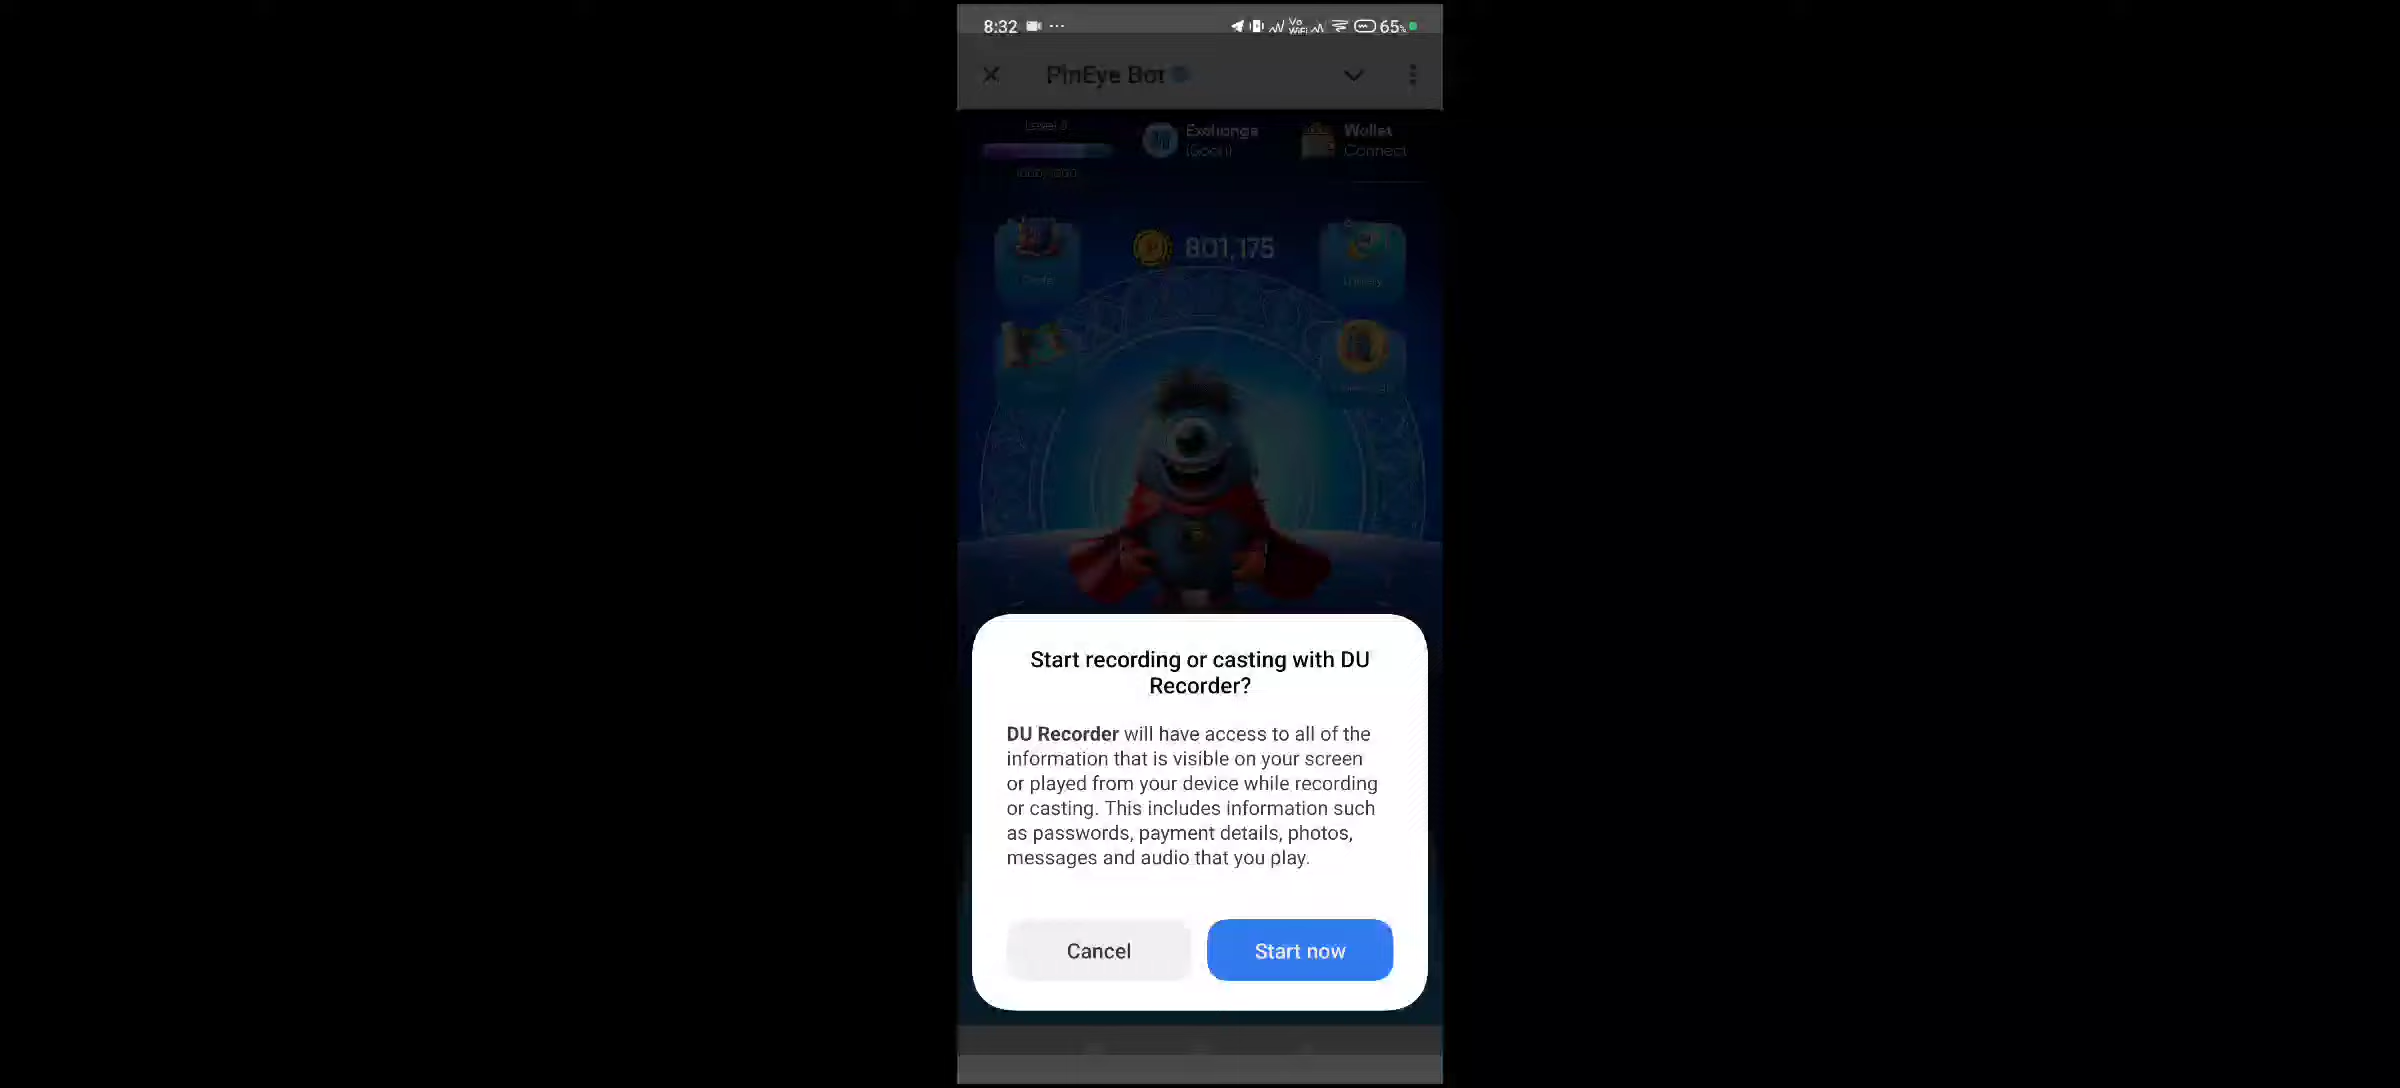 8:32
Vo
WiFi
65%
PinEye Bot
Exchange
Wallet
Connect
801,175
Start recording or casting with DU
Recorder?
DU Recorder will have access to all of the
information that is visible on your screen
or played from your device while recording
or casting. This includes information such
as passwords, payment details, photos,
messages and audio that you play.
Cancel
Start now